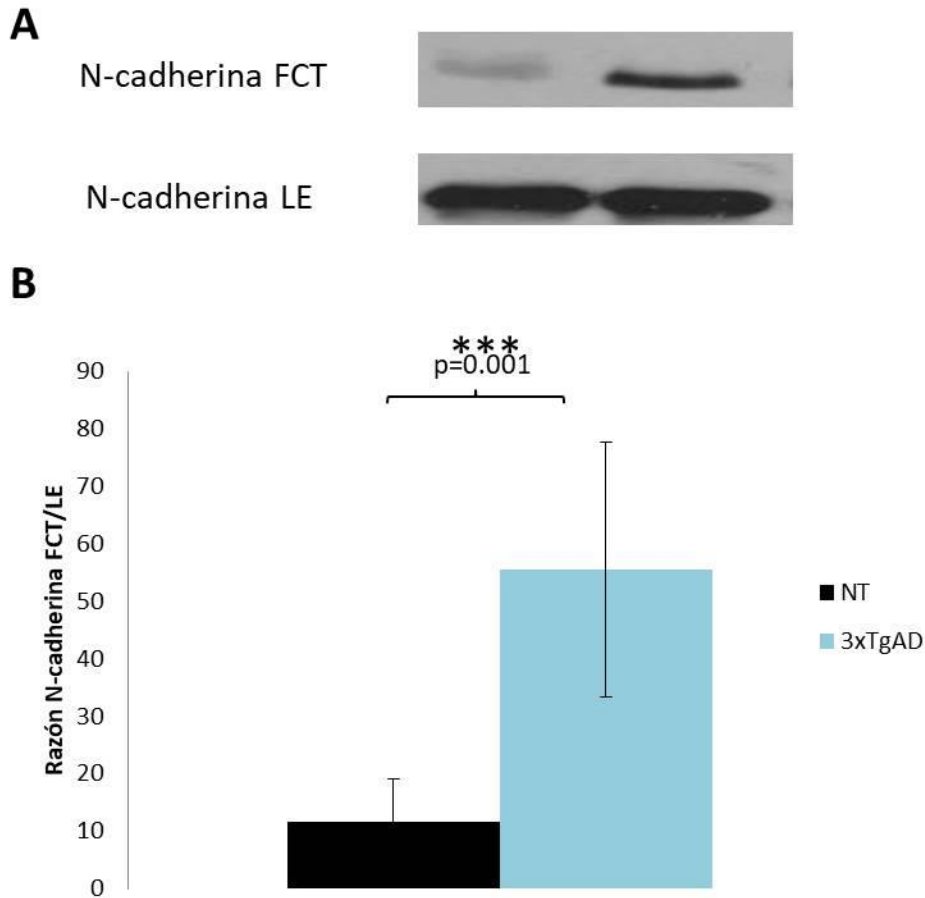 A
N-cadherina FCT
N-cadherina LE
B
***
p=0.001
90
80
70
60
50
40
30
20
10
0
Razón N-cadherina FCT/LE
NT
3xTgAD